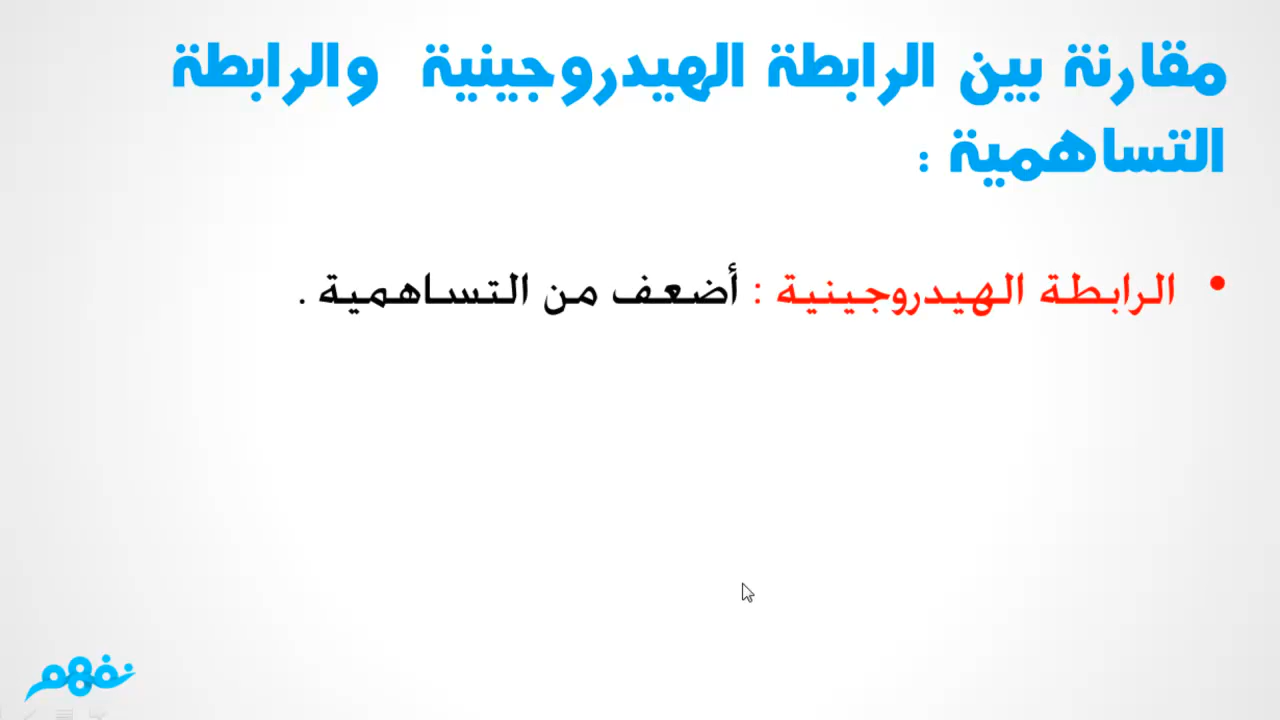 مقارنة بين الرابطة الهيدروجينية والرابطة
التساهمية :
• الرابطة الهيدروجينية : أضعف من التساهمية .
نفهم